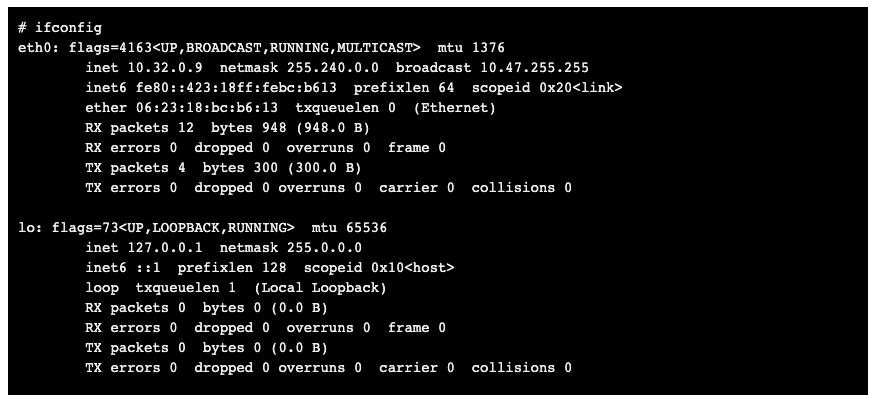 # ifconfig
eth0: flags=4163<UP,BROADCAST,RUNNING,MULTICAST>  mtu 1376
        inet 10.32.0.9  netmask 255.240.0.0  broadcast 10.47.255.255
        inet6 fe80::423:18ff:febc:b613  prefixlen 64  scopeid 0x20<link>
        ether 06:23:18:bc:b6:13  txqueuelen 0  (Ethernet)
        RX packets 12  bytes 948 (948.0 B)
        RX errors 0  dropped 0  overruns 0  frame 0
        TX packets 4  bytes 300 (300.0 B)
        TX errors 0  dropped 0 overruns 0  carrier 0  collisions 0

lo: flags=73<UP,LOOPBACK,RUNNING>  mtu 65536
        inet 127.0.0.1  netmask 255.0.0.0
        inet6 ::1  prefixlen 128  scopeid 0x10<host>
        loop  txqueuelen 1  (Local Loopback)
        RX packets 0  bytes 0 (0.0 B)
        RX errors 0  dropped 0  overruns 0  frame 0
        TX packets 0  bytes 0 (0.0 B)
        TX errors 0  dropped 0 overruns 0  carrier 0  collisions 0